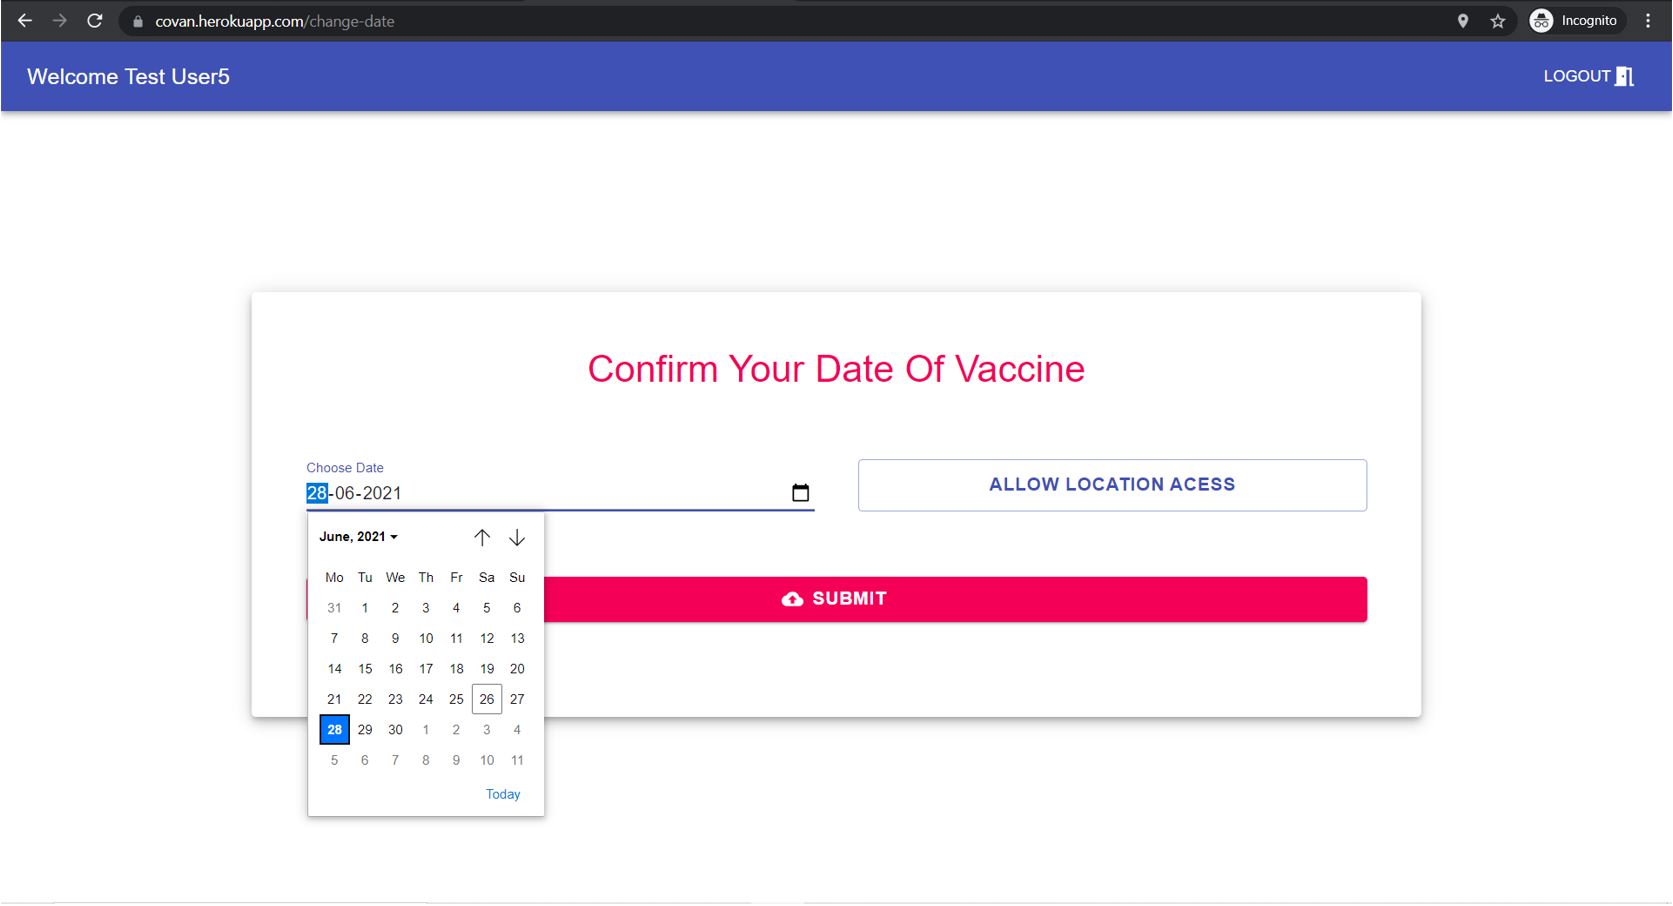 covan.herokuapp.com/change-date
Incognito
Welcome Test User5
LOGOUT
Confirm Your Date Of Vaccine
Choose Date
28-06-2021
ALLOW LOCATION ACESS
June, 2021
Mo Tu We Th Fr Sa Su
31 1 2 3 4 5 6
7 8 9 10 11 12 13
14 15 16 17 18 19 20
21 22 23 24 25 26 27
28 29 30 1 2 3 4
5 6 7 8 9 10 11
Today
SUBMIT